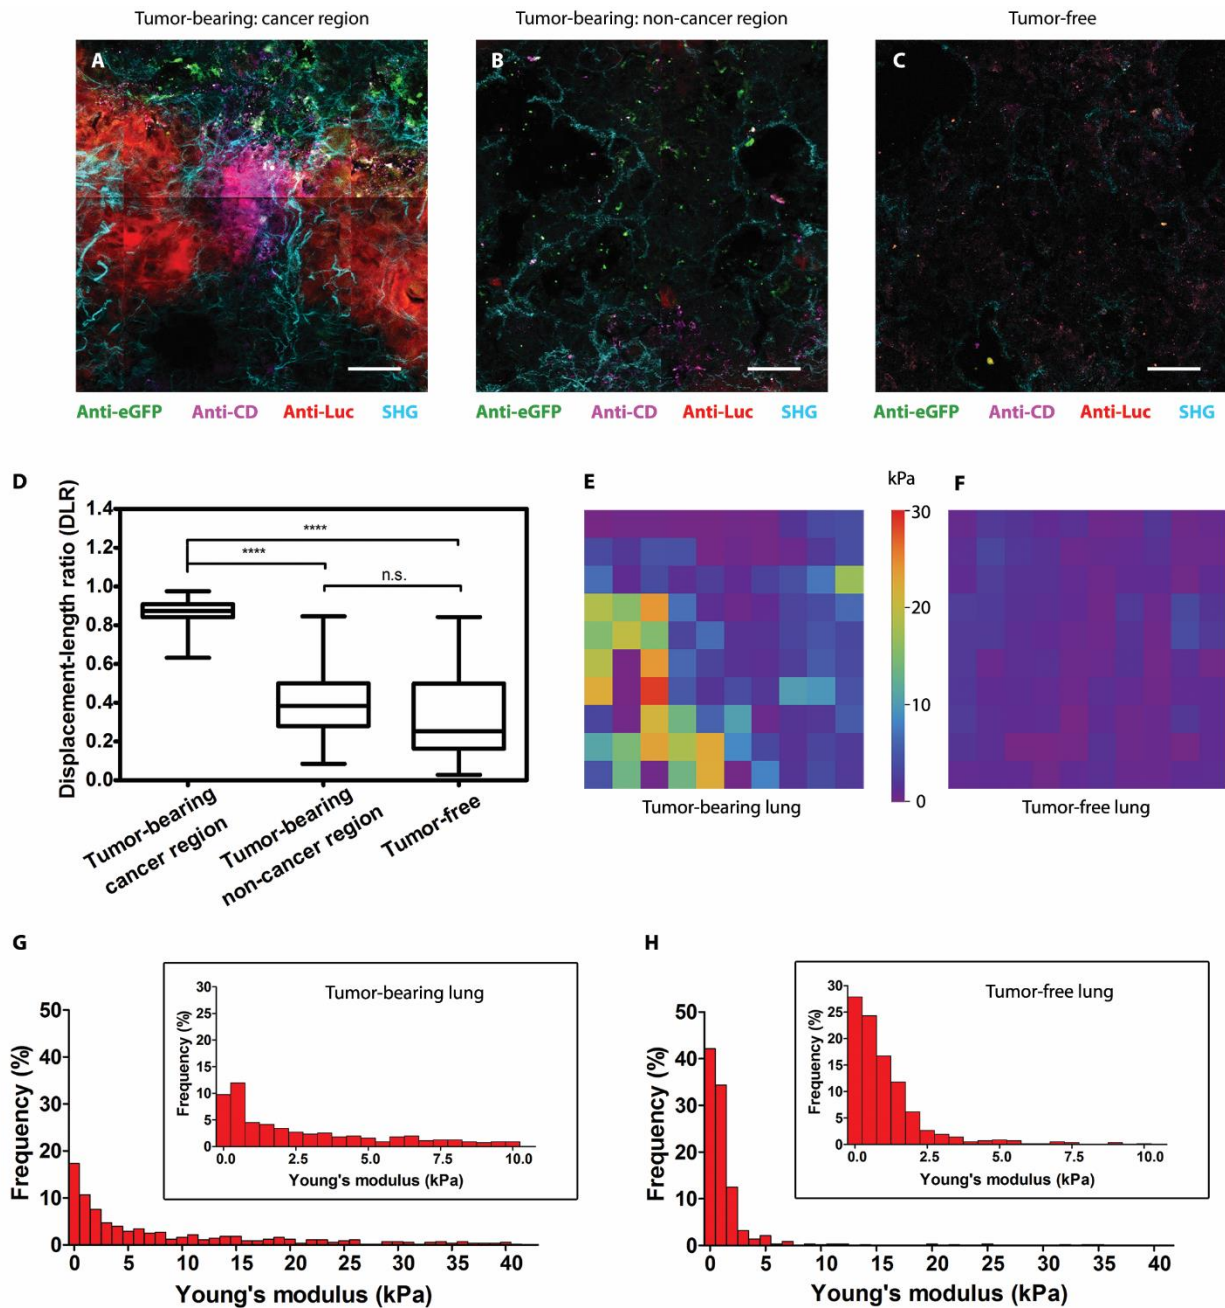 Tumor-bearing: cancer region
Tumor-bearing: non-cancer region
Tumor-free
A
B
C
Anti-eGFP Anti-CD Anti-Luc SHG
Anti-eGFP Anti-CD Anti-Luc SHG
Anti-eGFP Anti-CD Anti-Luc SHG
D
Displacement-length ratio (DLR)
1.4
1.2
1.0
0.8
0.6
0.4
0.2
0.0
****
****
n.s.
Tumor-bearing
cancer region
Tumor-bearing
non-cancer region
Tumor-free
E
kPa
30
20
10
0
Tumor-bearing lung
F
Tumor-free lung
G
Frequency (%)
50
40
30
20
10
0
0 5 10 15 20 25 30 35 40
Young's modulus (kPa)
Tumor-bearing lung
Frequency (%)
30
25
20
15
10
5
0
0.0 2.5 5.0 7.5 10.0
Young's modulus (kPa)
H
Frequency (%)
50
40
30
20
10
0
0 5 10 15 20 25 30 35 40
Young's modulus (kPa)
Tumor-free lung
Frequency (%)
30
25
20
15
10
5
0
0.0 2.5 5.0 7.5 10.0
Young's modulus (kPa)